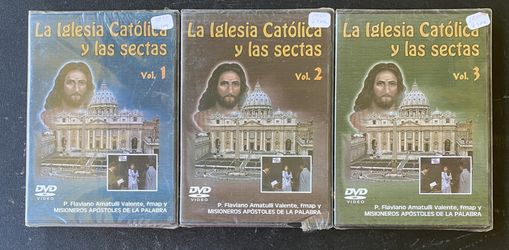 La Iglesia Católica
y las sectas
Vol. 1
DVD
VIDEO
P. Flaviano Amatulli Valente, fmap y
MISIONEROS APÓSTOLES DE LA PALABRA
La Iglesia Católica
y las sectas
Vol. 2
DVD
VIDEO
P. Flaviano Amatulli Valente, fmap y
MISIONEROS APÓSTOLES DE LA PALABRA
La Iglesia Católica
y las sectas
Vol. 3
DVD
VIDEO
P. Flaviano Amatulli Valente, fmap y
MISIONEROS APÓSTOLES DE LA PALABRA